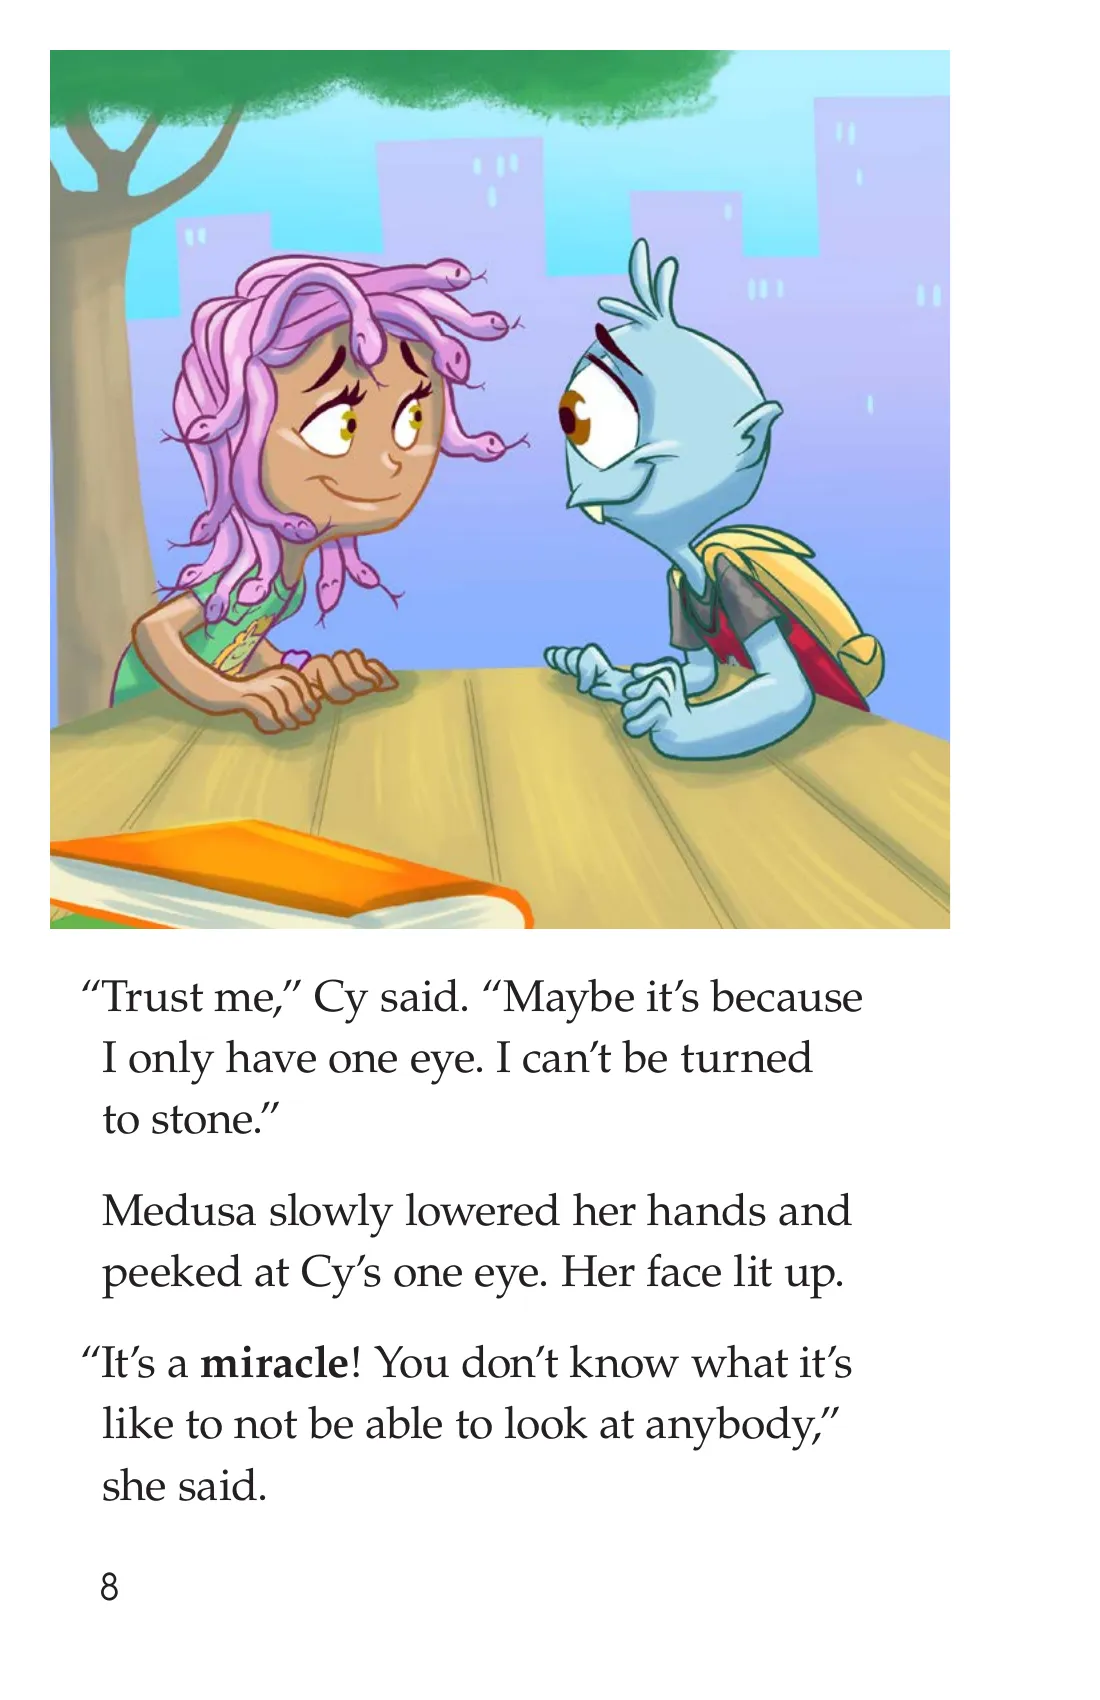 “Trust me,” Cy said. “Maybe it’s because
I only have one eye. I can’t be turned
to stone.”
Medusa slowly lowered her hands and
peeked at Cy’s one eye. Her face lit up.
“It’s a miracle! You don’t know what it’s
like to not be able to look at anybody,”
she said.
8